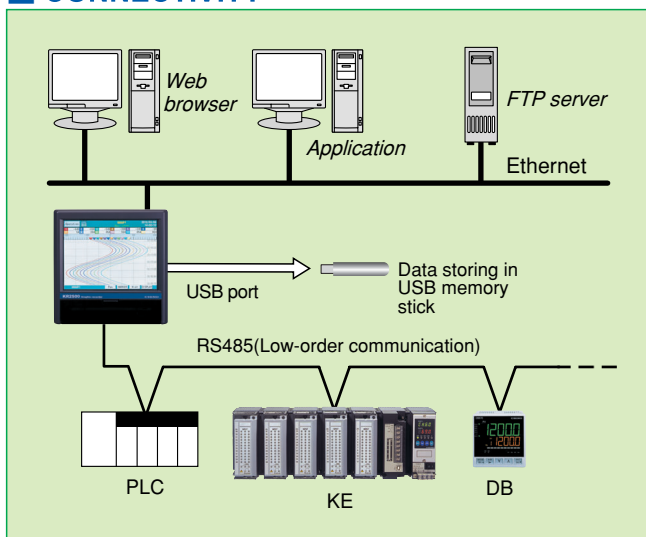 CONNECTIVITY
Web
browser
Application
FTP server
Ethernet
USB port
Data storing in
USB memory
stick
RS485(Low-order communication)
PLC
KE
DB